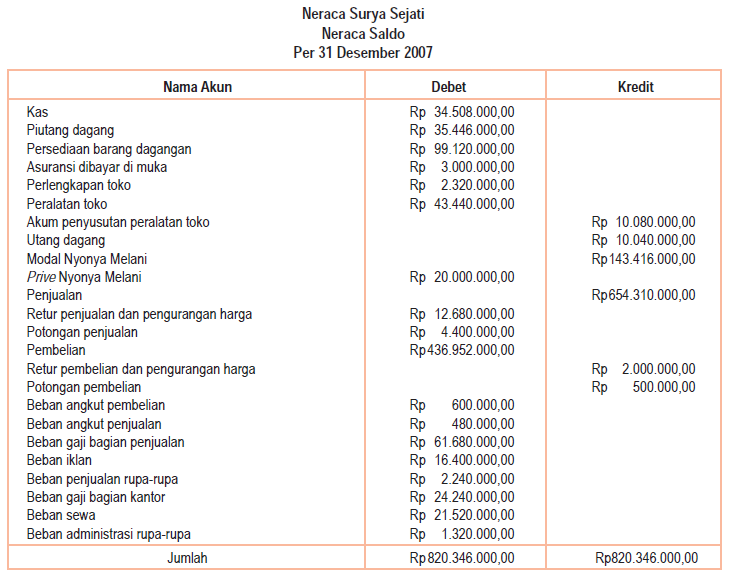 Neraca Surya Sejati
Neraca Saldo
Per 31 Desember 2007
Nama Akun Debet Kredit
Kas Rp 34.508.000,00
Piutang dagang Rp 35.446.000,00
Persediaan barang dagangan Rp 99.120.000,00
Asuransi dibayar di muka Rp 3.000.000,00
Perlengkapan toko Rp 2.320.000,00
Peralatan toko Rp 43.440.000,00
Akum penyusutan peralatan toko Rp 10.080.000,00
Utang dagang Rp 10.040.000,00
Modal Nyonya Melani Rp143.416.000,00
Prive Nyonya Melani Rp 20.000.000,00
Penjualan Rp654.310.000,00
Retur penjualan dan pengurangan harga Rp 12.680.000,00
Potongan penjualan Rp 4.400.000,00
Pembelian Rp436.952.000,00
Retur pembelian dan pengurangan harga Rp 2.000.000,00
Potongan pembelian Rp 500.000,00
Beban angkut pembelian Rp 600.000,00
Beban angkut penjualan Rp 480.000,00
Beban gaji bagian penjualan Rp 61.680.000,00
Beban iklan Rp 16.400.000,00
Beban penjualan rupa-rupa Rp 2.240.000,00
Beban gaji bagian kantor Rp 24.240.000,00
Beban sewa Rp 21.520.000,00
Beban administrasi rupa-rupa Rp 1.320.000,00
Jumlah Rp820.346.000,00 Rp820.346.000,00